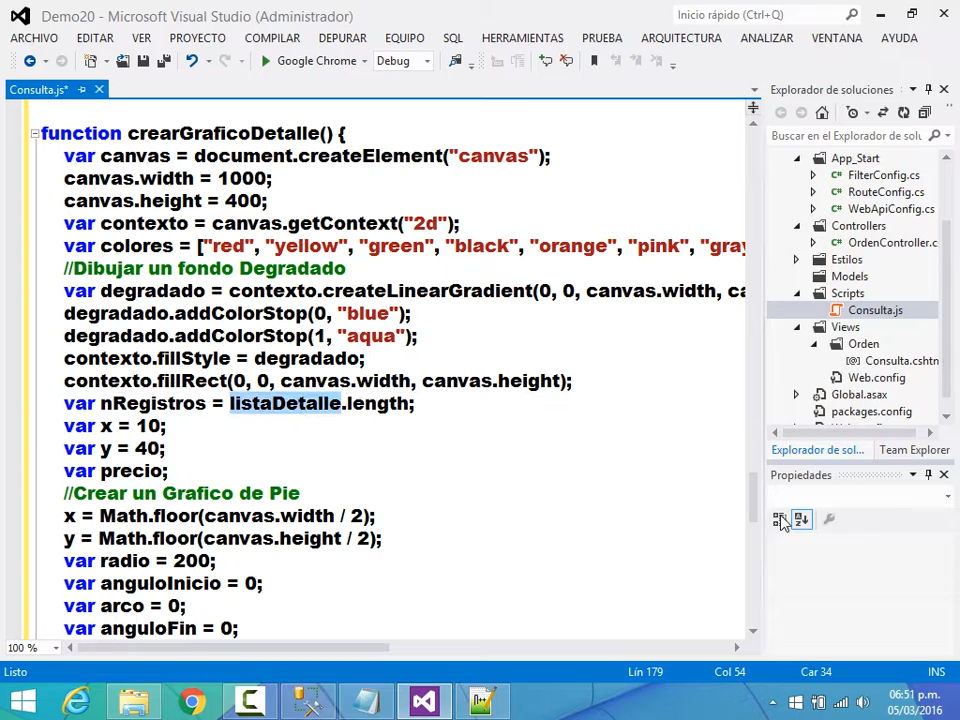 Demo20 - Microsoft Visual Studio (Administrador)
Inicio rápido (Ctrl+Q)
ARCHIVO EDITAR VER PROYECTO COMPILAR DEPURAR EQUIPO SQL HERRAMIENTAS PRUEBA ARQUITECTURA ANALIZAR VENTANA AYUDA
Google Chrome Debug
Consulta.js*
function crearGraficoDetalle() {
var canvas = document.createElement("canvas");
canvas.width = 1000;
canvas.height = 400;
var contexto = canvas.getContext("2d");
var colores = ["red", "yellow", "green", "black", "orange", "pink", "gray
//Dibujar un fondo Degradado
var degradado = contexto.createLinearGradient(0, 0, canvas.width, ca
degradado.addColorStop(0, "blue");
degradado.addColorStop(1, "aqua");
contexto.fillStyle = degradado;
contexto.fillRect(0, 0, canvas.width, canvas.height);
var nRegistros = listaDetalle.length;
var x = 10;
var y = 40;
var precio;
//Crear un Grafico de Pie
x = Math.floor(canvas.width / 2);
y = Math.floor(canvas.height / 2);
var radio = 200;
var anguloInicio = 0;
var arco = 0;
var anguloFin = 0;
100 %
Explorador de soluciones
Buscar en el Explorador de solu
App_Start
C# FilterConfig.cs
C# RouteConfig.cs
C# WebApiConfig.cs
Controllers
C# OrdenController.c
Estilos
Models
Scripts
Consulta.js
Views
Orden
Consulta.cshtn
Web.config
Global.asax
packages.config
Explorador de sol... Team Explorer
Propiedades
Listo Lín 179 Col 54 Car 34 INS
06:51 p.m.
05/03/2016